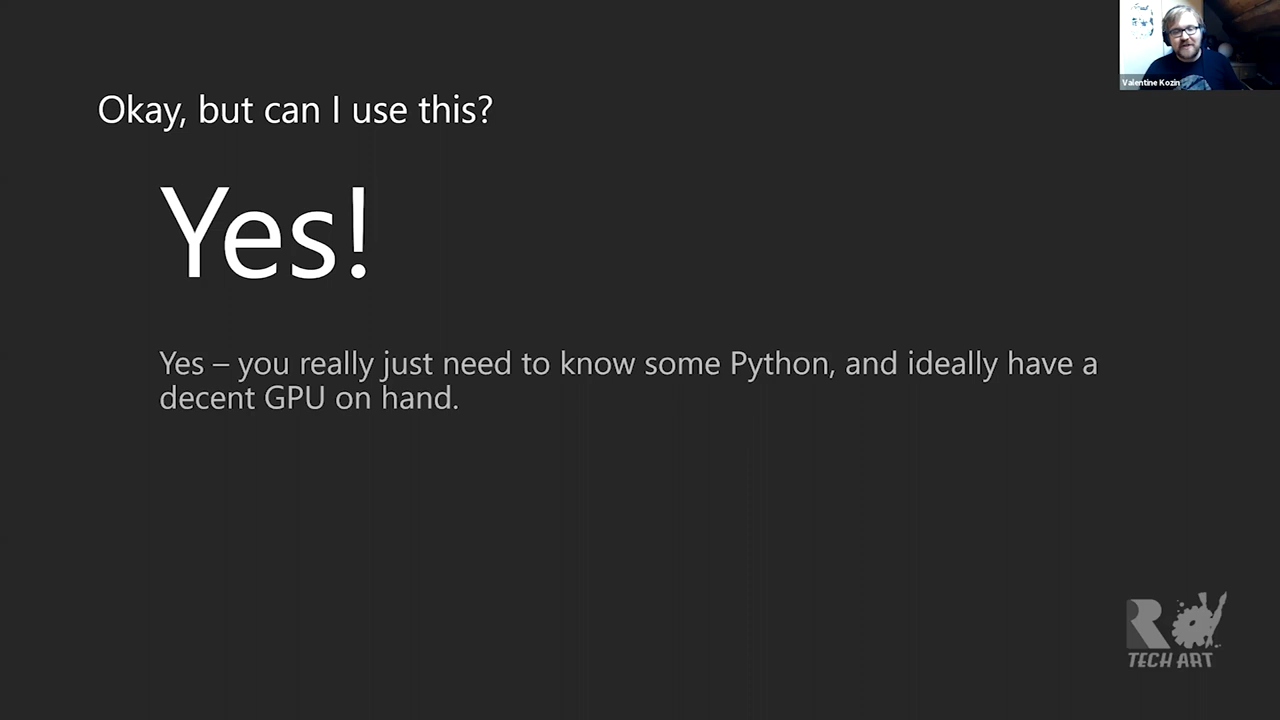 Valentine Kozin
Okay, but can I use this?
Yes!
Yes – you really just need to know some Python, and ideally have a
decent GPU on hand.
R
TECH ART